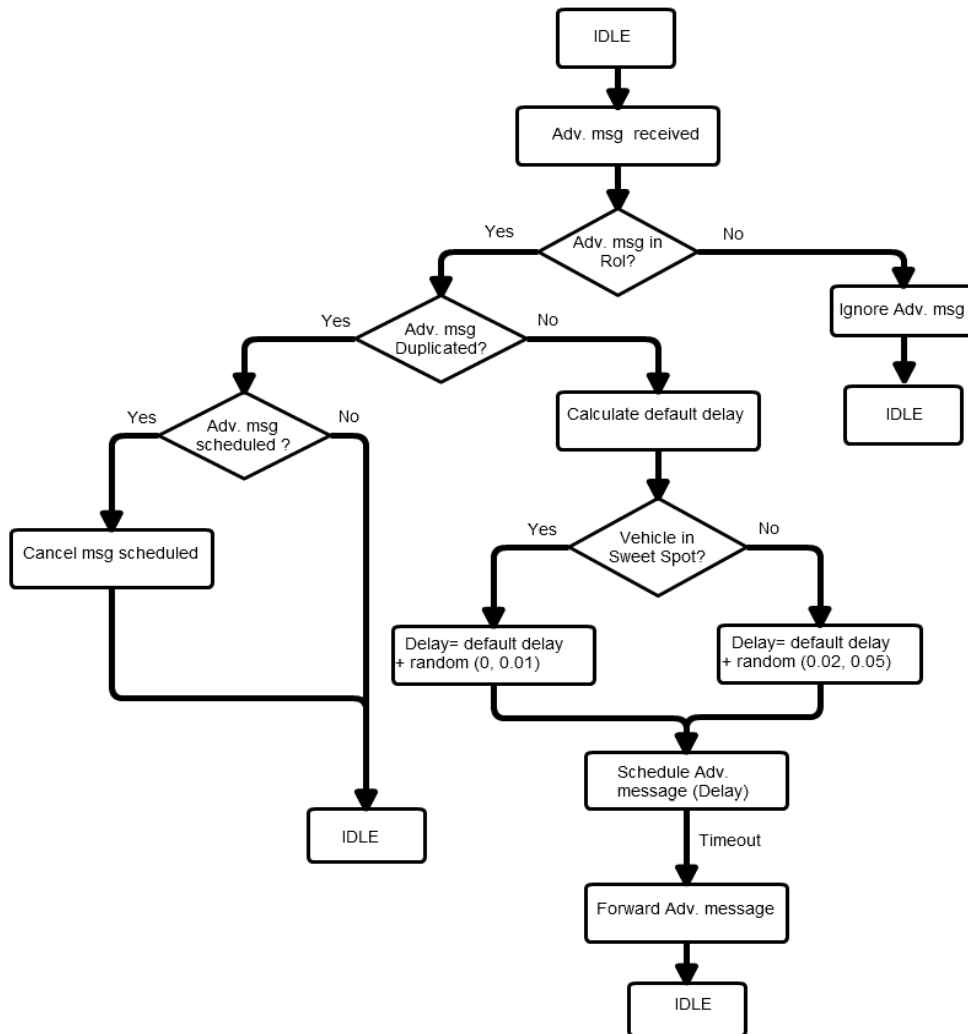 IDLE
Adv. msg received
Adv. msg in
RoI?
Yes
No
Ignore Adv. msg
IDLE
Adv. msg
Duplicated?
Yes
No
Adv. msg
scheduled ?
Yes
No
Calculate default delay
Cancel msg scheduled
Vehicle in
Sweet Spot?
Yes
No
Delay= default delay
+ random (0, 0.01)
Delay= default delay
+ random (0.02, 0.05)
Schedule Adv.
message (Delay)
IDLE
Timeout
Forward Adv. message
IDLE